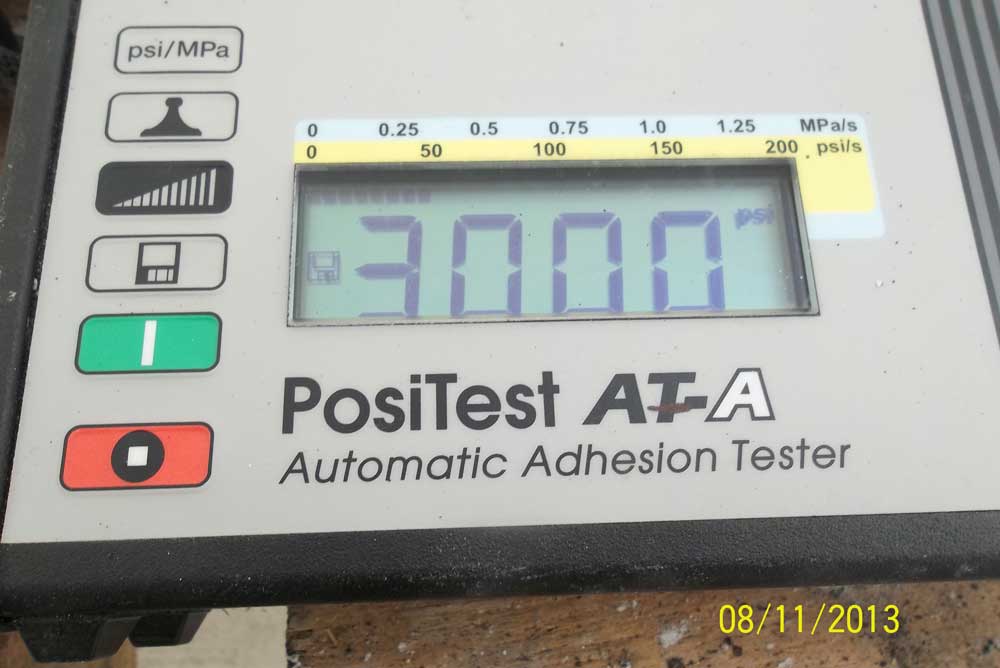 psi/MPa
0 0.25 0.5 0.75 1.0 1.25 MPa/s
0 50 100 150 200 psi/s
3000 psi
PosiTest AT-A
Automatic Adhesion Tester
08/11/2013